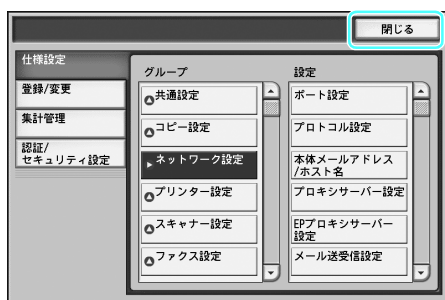 閉じる
仕様設定
登録/変更
集計管理
認証/
セキュリティ設定
グループ
共通設定
コピー設定
ネットワーク設定
プリンター設定
スキャナー設定
ファクス設定
設定
ポート設定
プロトコル設定
本体メールアドレス
/ホスト名
プロキシサーバー設定
EPプロキシサーバー
設定
メール送受信設定